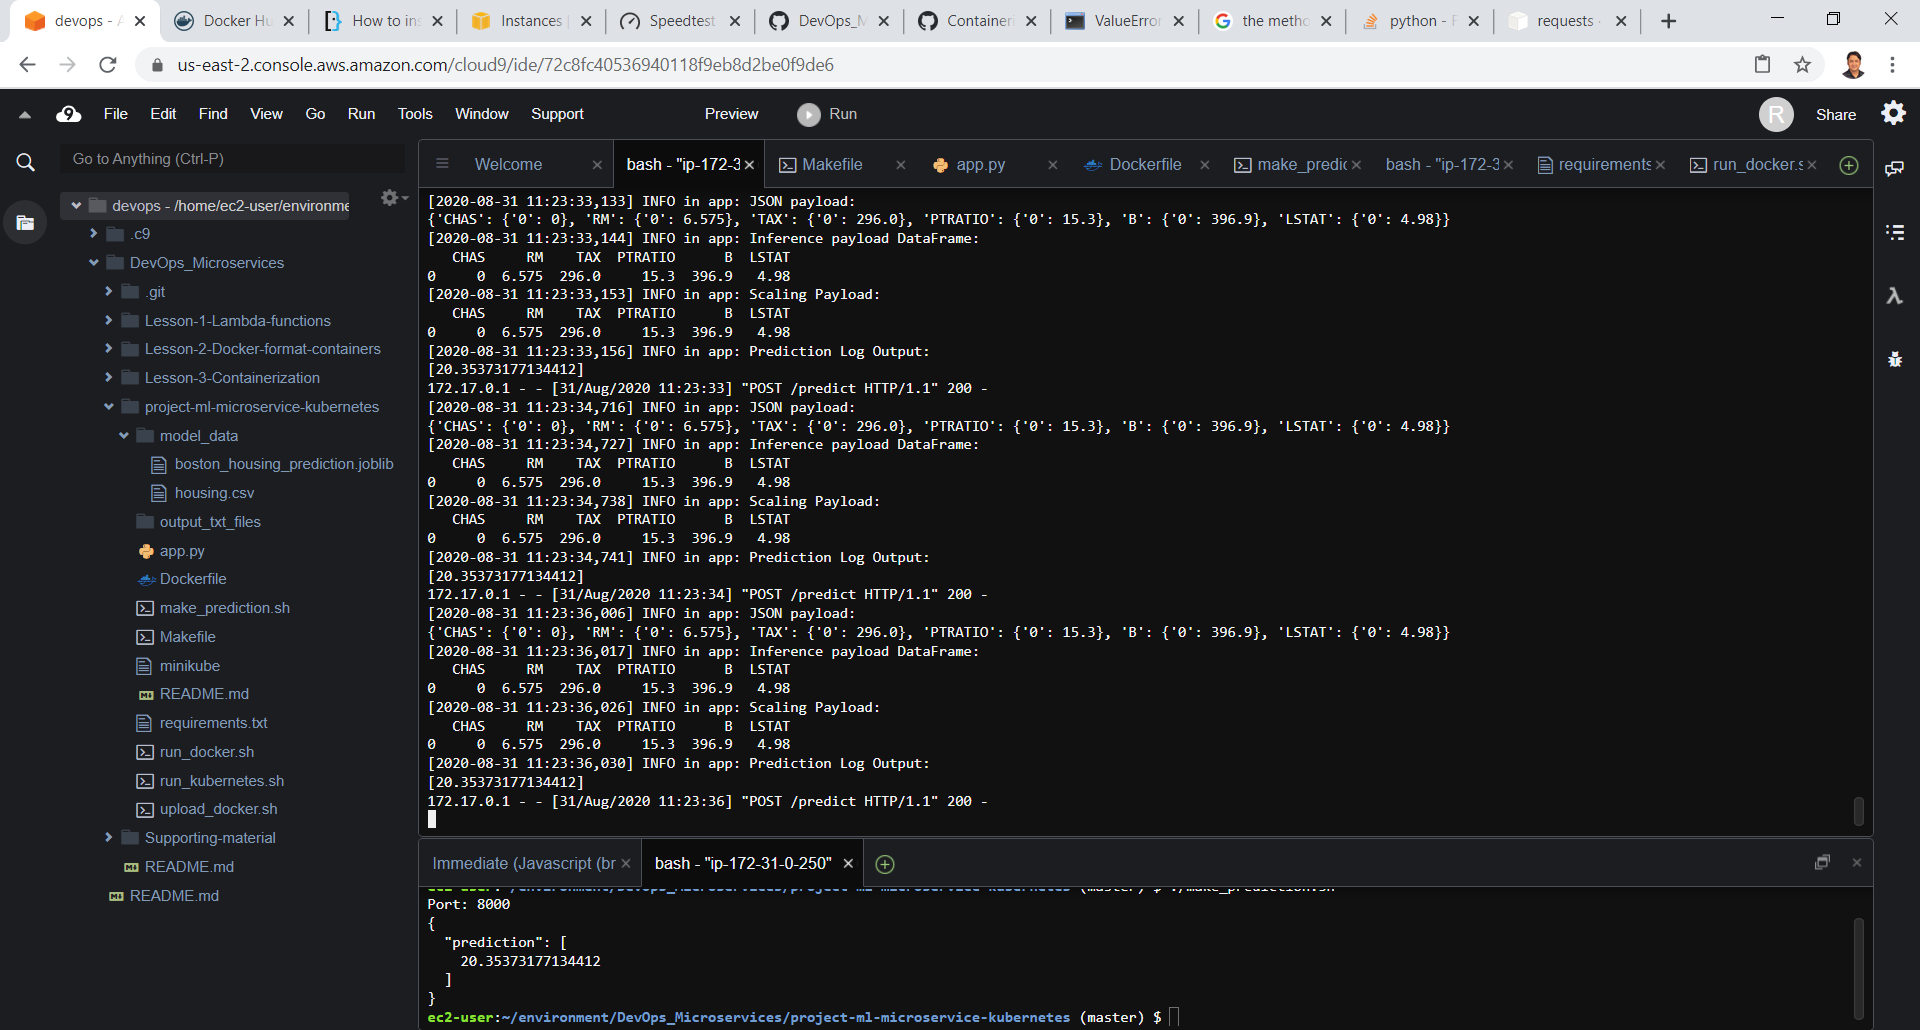 devops - A
Docker Hu
How to ins
Instances |
Speedtest
DevOps_M
Containeri
ValueError
the metho
python - F
requests ·
us-east-2.console.aws.amazon.com/cloud9/ide/72c8fc40536940118f9eb8d2be0f9de6
9 File Edit Find View Go Run Tools Window Support Preview Run R Share
Go to Anything (Ctrl-P)
devops - /home/ec2-user/environme
.c9
DevOps_Microservices
.git
Lesson-1-Lambda-functions
Lesson-2-Docker-format-containers
Lesson-3-Containerization
project-ml-microservice-kubernetes
model_data
boston_housing_prediction.joblib
housing.csv
output_txt_files
app.py
Dockerfile
make_prediction.sh
Makefile
minikube
README.md
requirements.txt
run_docker.sh
run_kubernetes.sh
upload_docker.sh
Supporting-material
README.md
README.md
Welcome
bash - "ip-172-3
Makefile
app.py
Dockerfile
make_predic
bash - "ip-172-3
requirements
run_docker.s
[2020-08-31 11:23:33,133] INFO in app: JSON payload:
{'CHAS': {'0': 0}, 'RM': {'0': 6.575}, 'TAX': {'0': 296.0}, 'PTRATIO': {'0': 15.3}, 'B': {'0': 396.9}, 'LSTAT': {'0': 4.98}}
[2020-08-31 11:23:33,144] INFO in app: Inference payload DataFrame:
CHAS RM TAX PTRATIO B LSTAT
0 0 6.575 296.0 15.3 396.9 4.98
[2020-08-31 11:23:33,153] INFO in app: Scaling Payload:
CHAS RM TAX PTRATIO B LSTAT
0 0 6.575 296.0 15.3 396.9 4.98
[2020-08-31 11:23:33,156] INFO in app: Prediction Log Output:
[20.35373177134412]
172.17.0.1 - - [31/Aug/2020 11:23:33] "POST /predict HTTP/1.1" 200 -
[2020-08-31 11:23:34,716] INFO in app: JSON payload:
{'CHAS': {'0': 0}, 'RM': {'0': 6.575}, 'TAX': {'0': 296.0}, 'PTRATIO': {'0': 15.3}, 'B': {'0': 396.9}, 'LSTAT': {'0': 4.98}}
[2020-08-31 11:23:34,727] INFO in app: Inference payload DataFrame:
CHAS RM TAX PTRATIO B LSTAT
0 0 6.575 296.0 15.3 396.9 4.98
[2020-08-31 11:23:34,738] INFO in app: Scaling Payload:
CHAS RM TAX PTRATIO B LSTAT
0 0 6.575 296.0 15.3 396.9 4.98
[2020-08-31 11:23:34,741] INFO in app: Prediction Log Output:
[20.35373177134412]
172.17.0.1 - - [31/Aug/2020 11:23:34] "POST /predict HTTP/1.1" 200 -
[2020-08-31 11:23:36,006] INFO in app: JSON payload:
{'CHAS': {'0': 0}, 'RM': {'0': 6.575}, 'TAX': {'0': 296.0}, 'PTRATIO': {'0': 15.3}, 'B': {'0': 396.9}, 'LSTAT': {'0': 4.98}}
[2020-08-31 11:23:36,017] INFO in app: Inference payload DataFrame:
CHAS RM TAX PTRATIO B LSTAT
0 0 6.575 296.0 15.3 396.9 4.98
[2020-08-31 11:23:36,026] INFO in app: Scaling Payload:
CHAS RM TAX PTRATIO B LSTAT
0 0 6.575 296.0 15.3 396.9 4.98
[2020-08-31 11:23:36,030] INFO in app: Prediction Log Output:
[20.35373177134412]
172.17.0.1 - - [31/Aug/2020 11:23:36] "POST /predict HTTP/1.1" 200 -
Immediate (Javascript (br
bash - "ip-172-31-0-250"
ec2-user:~/environment/DevOps_Microservices/project-ml-microservice-kubernetes (master) $ ./make_prediction.sh
Port: 8000
{
"prediction": [
20.35373177134412
]
}
ec2-user:~/environment/DevOps_Microservices/project-ml-microservice-kubernetes (master) $